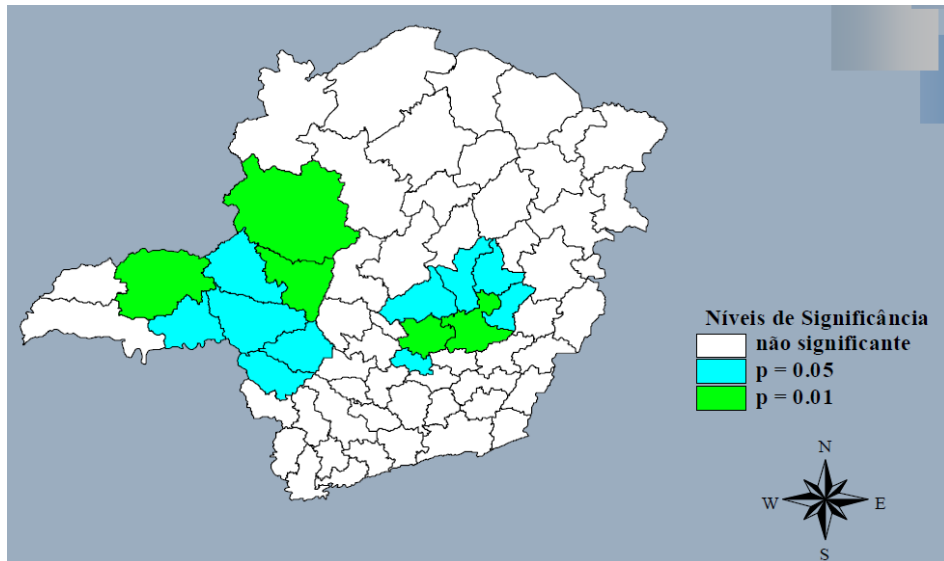 Níveis de Significância
não significante
p = 0.05
p = 0.01
N
W E
S